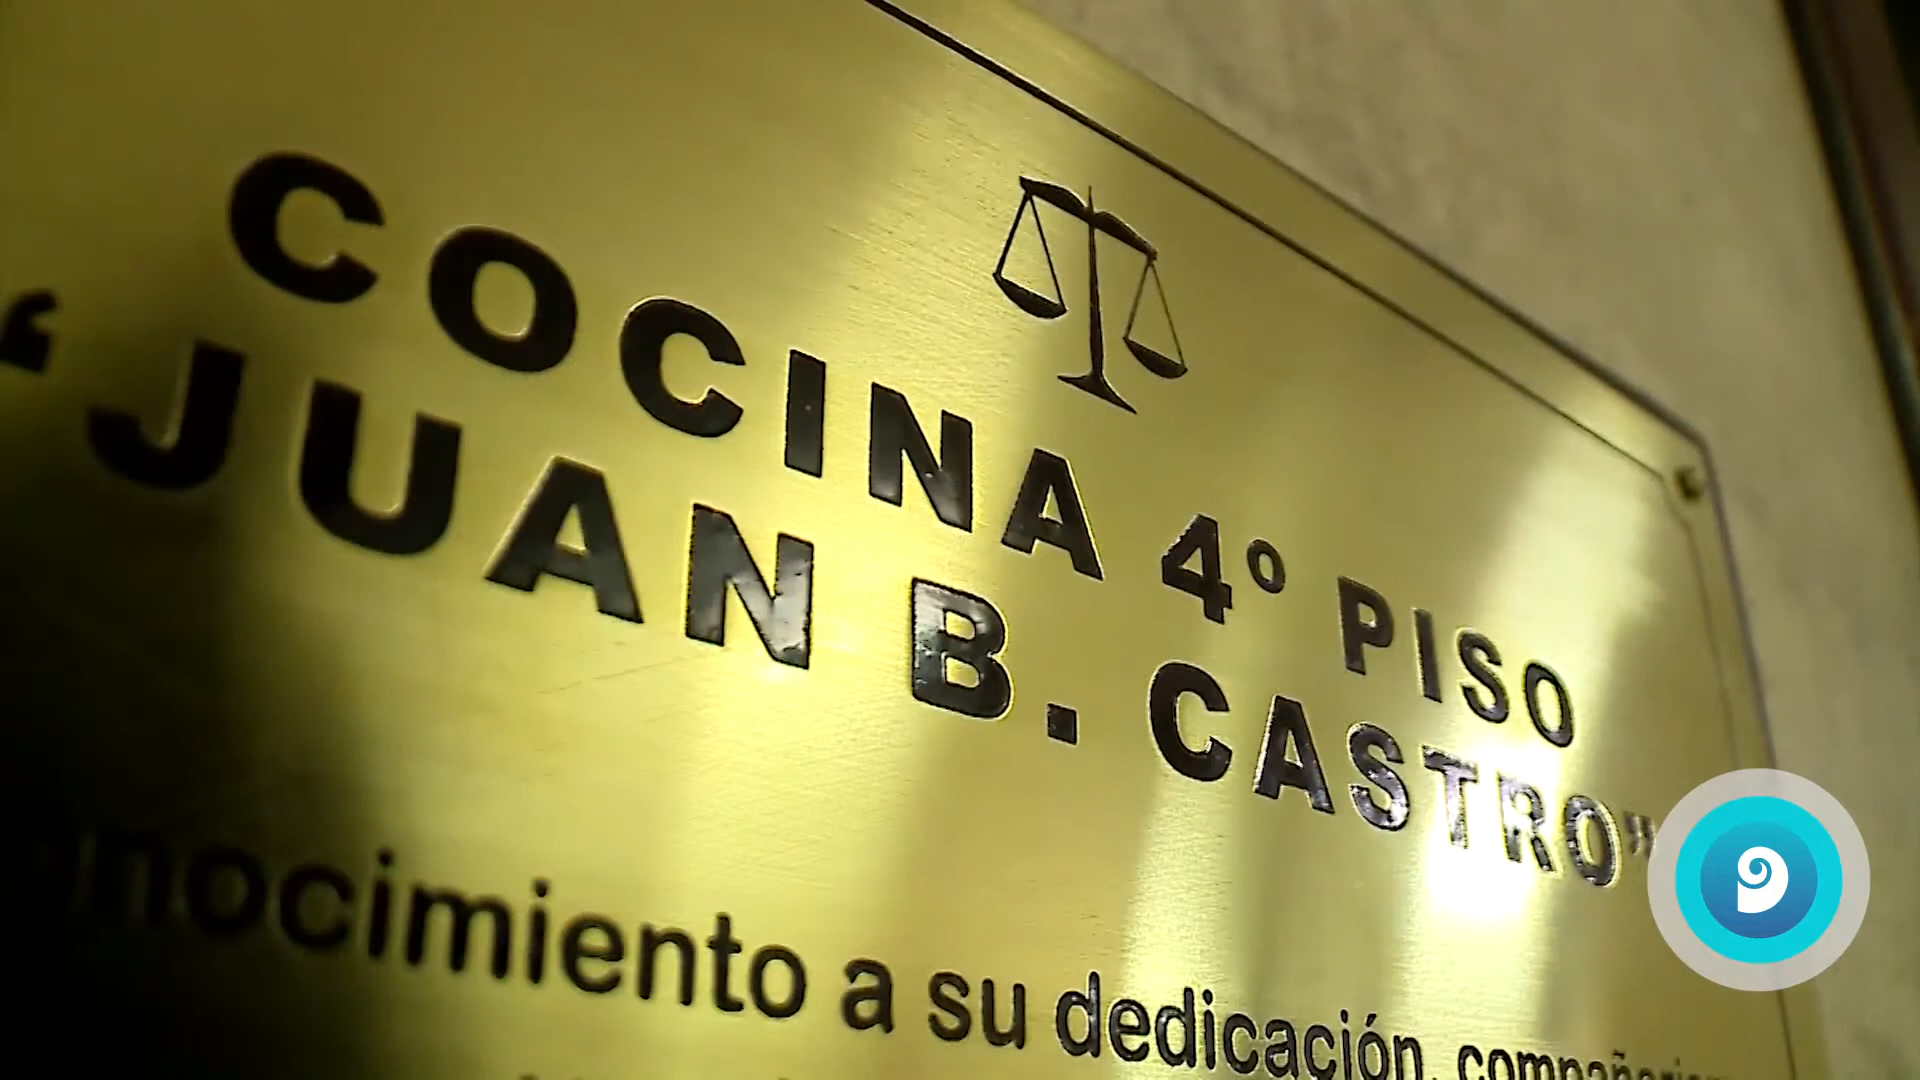 COCINA 4º PISO
“JUAN B. CASTRO”
nocimiento a su dedicación,